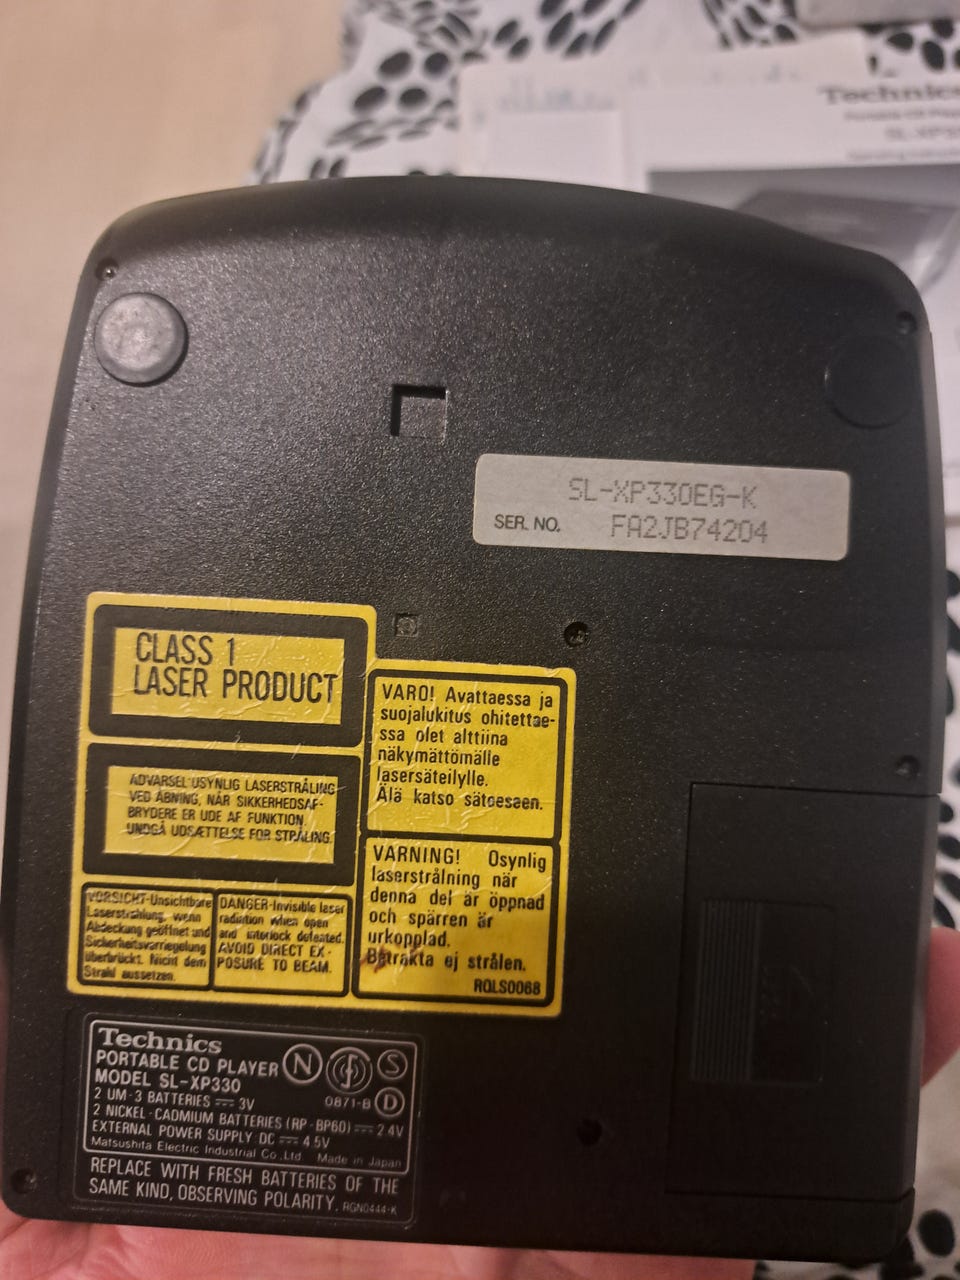 Technics
SL-XP330EG-K
SER. NO. FA2JB74204
CLASS 1
LASER PRODUCT
ADVARSEL-USYNLIG LASERSTRÅLING
VED ÅBNING, NÅR SIKKERHEDSAF-
BRYDERE ER UDE AF FUNKTION.
UNDGÅ UDSÆTTELSE FOR STRÅLING.
VARO! Avattaessa ja
suojalukitus ohitettae-
ssa olet alttiina
näkymättömälle
lasersäteilylle.
Älä katso säteeseen.
VARNING! Osynlig
laserstrålning när
denna del är öppnad
och spärren är
urkopplad.
Betrakta ej strålen.
RQLS0068
VORSICHT-Unsichtbare
Laserstrahlung, wenn
Abdeckung geöffnet und
Sicherheitsverriegelung
überbrückt. Nicht dem
Strahl aussetzen.
DANGER-Invisible laser
radiation when open
and interlock defeated.
AVOID DIRECT EX-
POSURE TO BEAM.
Technics
PORTABLE CD PLAYER
MODEL SL-XP330
N
S
D
0871-B
2 UM-3 BATTERIES 3V
2 NICKEL-CADMIUM BATTERIES (RP-BP60) 2.4V
EXTERNAL POWER SUPPLY DC 4.5V
Matsushita Electric Industrial Co., Ltd. Made in Japan
REPLACE WITH FRESH BATTERIES OF THE
SAME KIND, OBSERVING POLARITY. RGN0444-K